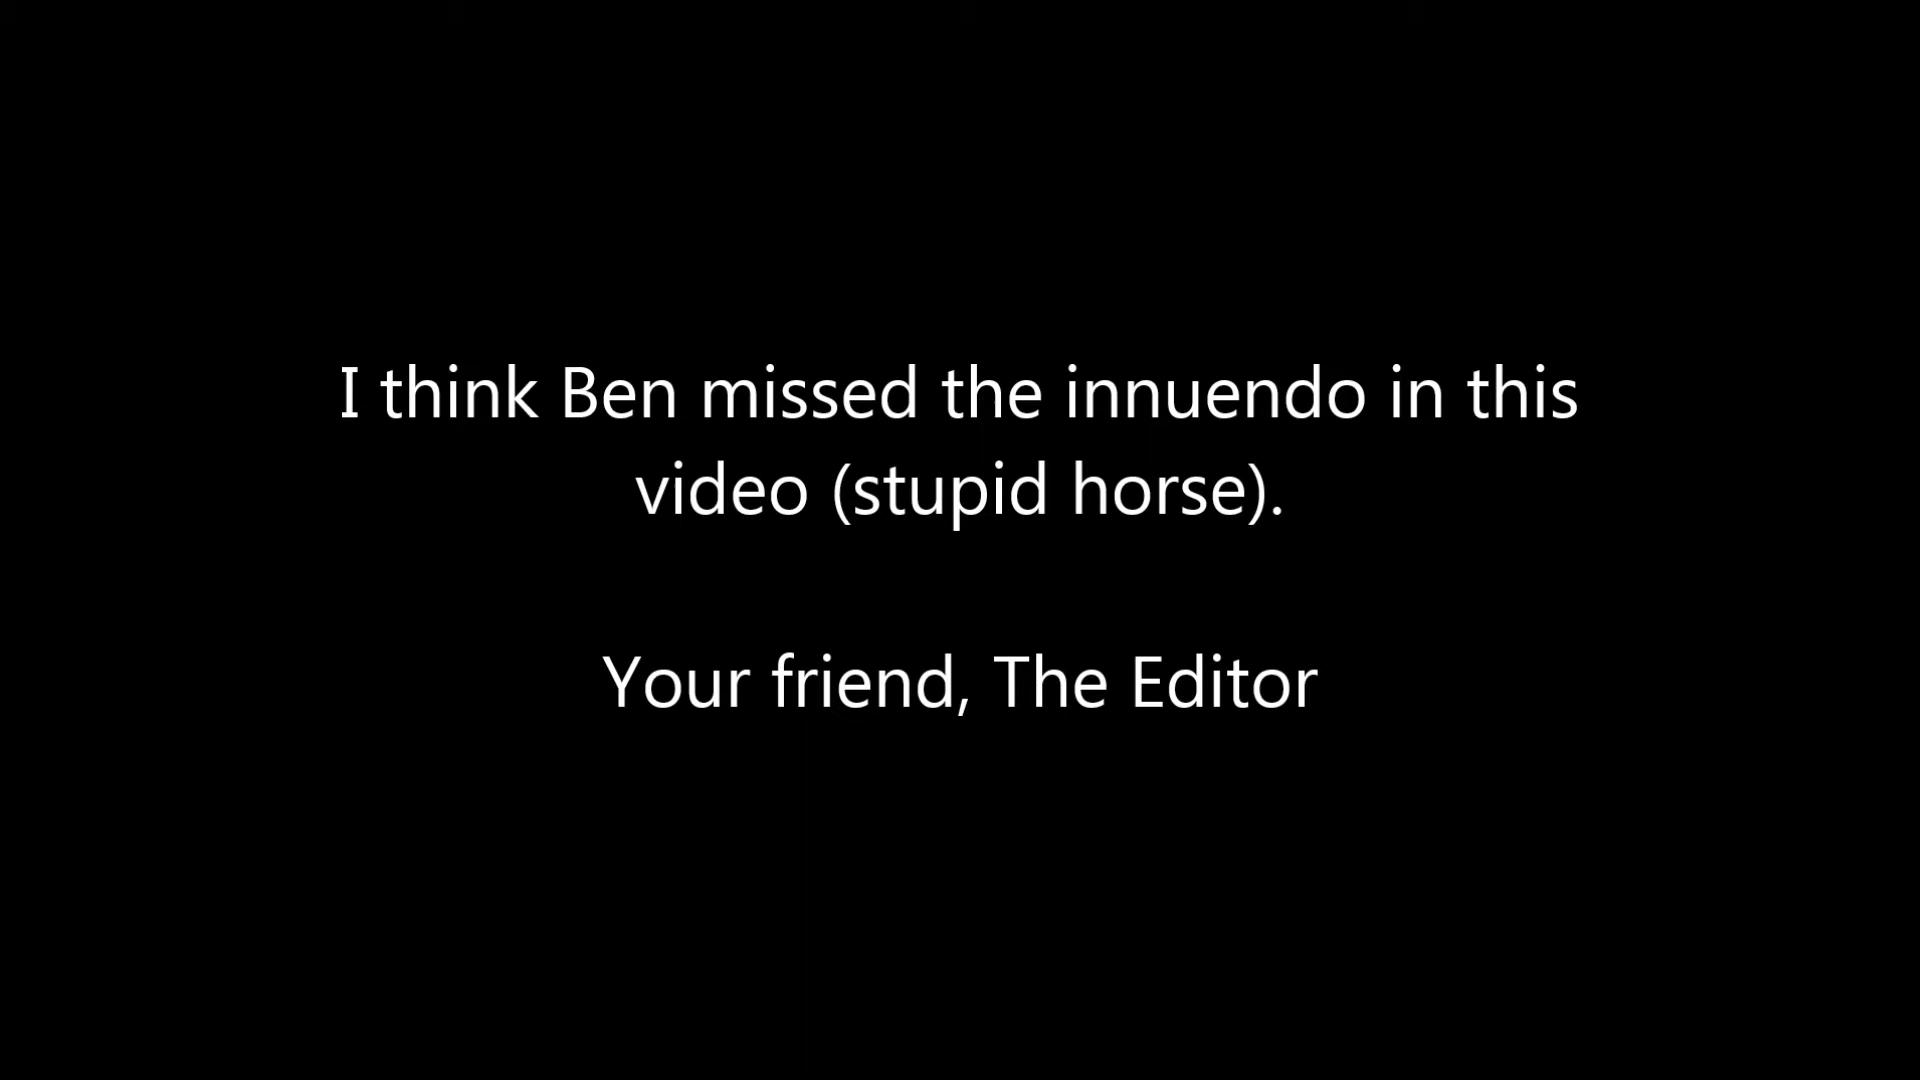 I think Ben missed the innuendo in this
video (stupid horse).
Your friend, The Editor